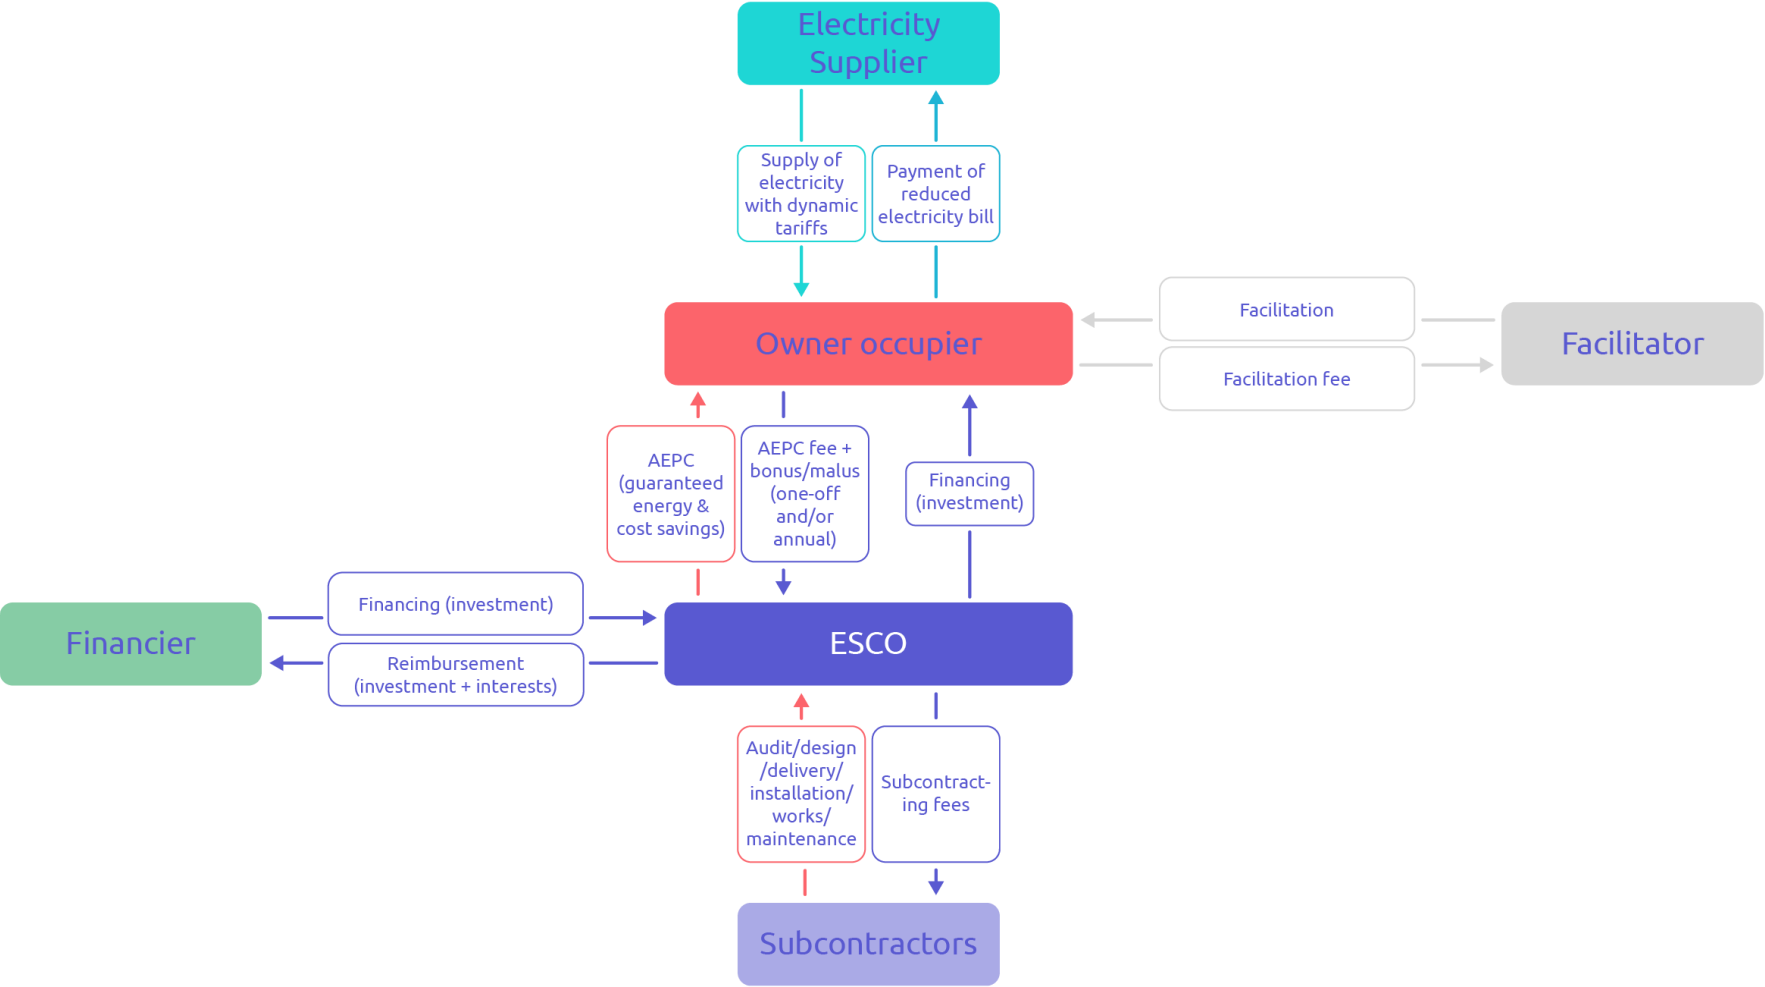 Electricity
Supplier
Supply of
electricity
with dynamic
tariffs
Payment of
reduced
electricity bill
Owner occupier
Facilitation
Facilitation fee
Facilitator
AEPC
(guaranteed
energy &
cost savings)
AEPC fee +
bonus/malus
(one-off
and/or
annual)
Financing
(investment)
Financier
Financing (investment)
Reimbursement
(investment + interests)
ESCO
Audit/design
/delivery/
installation/
works/
maintenance
Subcontract-
ing fees
Subcontractors